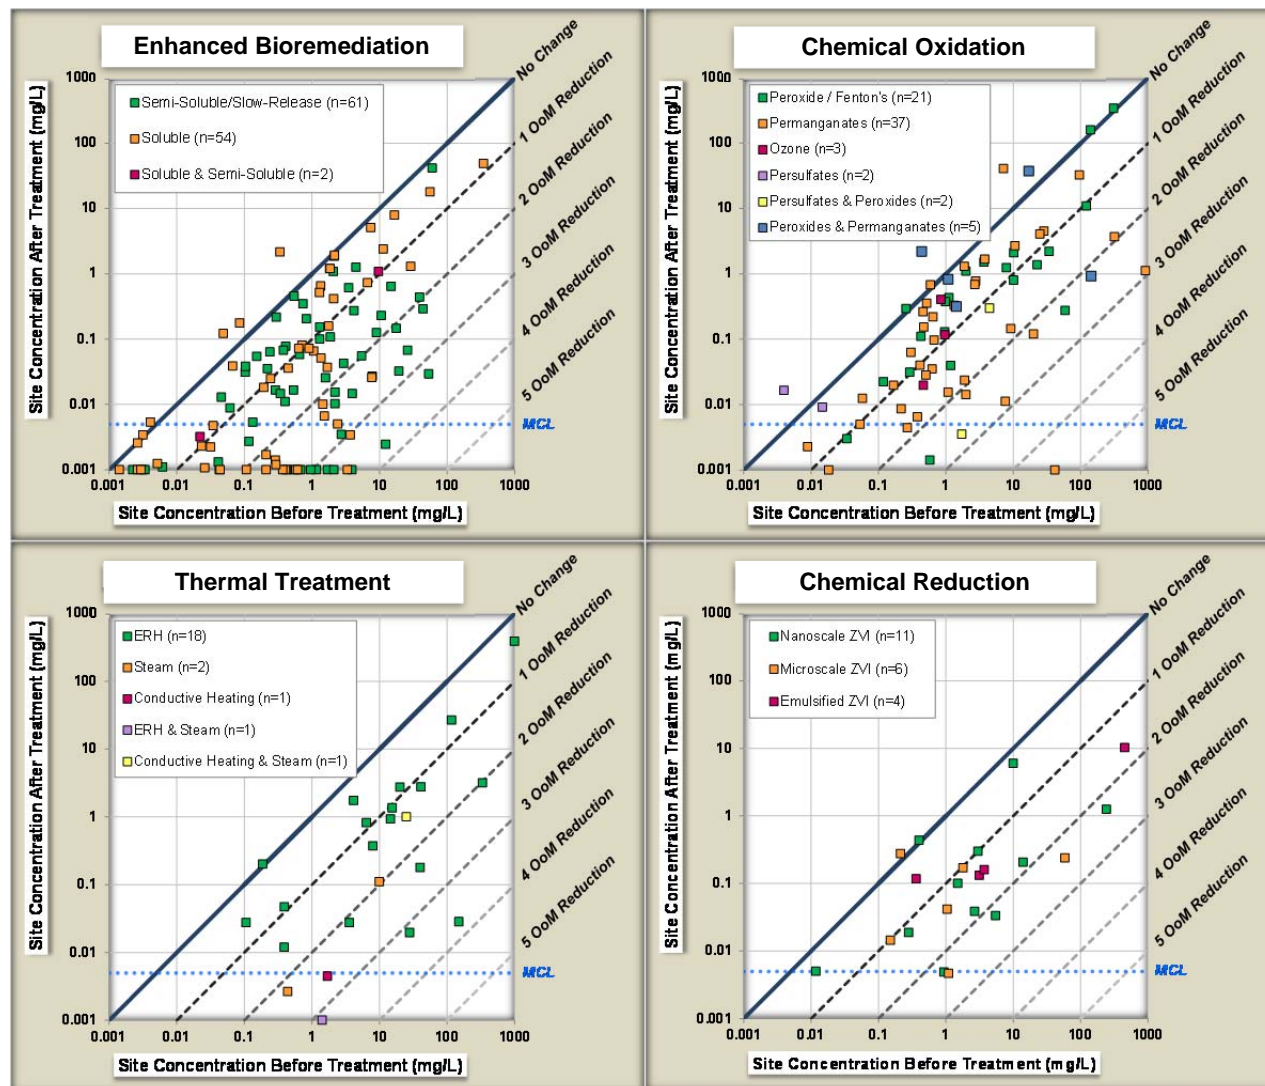 Enhanced Bioremediation
Site Concentration After Treatment (mg/L)
1000
100
10
1
0.1
0.01
0.001
Semi-Soluble/Slow-Release (n=61)
Soluble (n=54)
Soluble & Semi-Soluble (n=2)
No Change
1 OoM Reduction
2 OoM Reduction
3 OoM Reduction
4 OoM Reduction
5 OoM Reduction
MCL
0.001 0.01 0.1 1 10 100 1000
Site Concentration Before Treatment (mg/L)
Chemical Oxidation
Site Concentration After Treatment (mg/L)
1000
100
10
1
0.1
0.01
0.001
Peroxide / Fenton's (n=21)
Permanganates (n=37)
Ozone (n=3)
Persulfates (n=2)
Persulfates & Peroxides (n=2)
Peroxides & Permanganates (n=5)
No Change
1 OoM Reduction
2 OoM Reduction
3 OoM Reduction
4 OoM Reduction
5 OoM Reduction
MCL
0.001 0.01 0.1 1 10 100 1000
Site Concentration Before Treatment (mg/L)
Thermal Treatment
Site Concentration After Treatment (mg/L)
1000
100
10
1
0.1
0.01
0.001
ERH (n=18)
Steam (n=2)
Conductive Heating (n=1)
ERH & Steam (n=1)
Conductive Heating & Steam (n=1)
No Change
1 OoM Reduction
2 OoM Reduction
3 OoM Reduction
4 OoM Reduction
5 OoM Reduction
MCL
0.001 0.01 0.1 1 10 100 1000
Site Concentration Before Treatment (mg/L)
Chemical Reduction
Site Concentration After Treatment (mg/L)
1000
100
10
1
0.1
0.01
0.001
Nanoscale ZVI (n=11)
Microscale ZVI (n=6)
Emulsified ZVI (n=4)
No Change
1 OoM Reduction
2 OoM Reduction
3 OoM Reduction
4 OoM Reduction
5 OoM Reduction
MCL
0.001 0.01 0.1 1 10 100 1000
Site Concentration Before Treatment (mg/L)